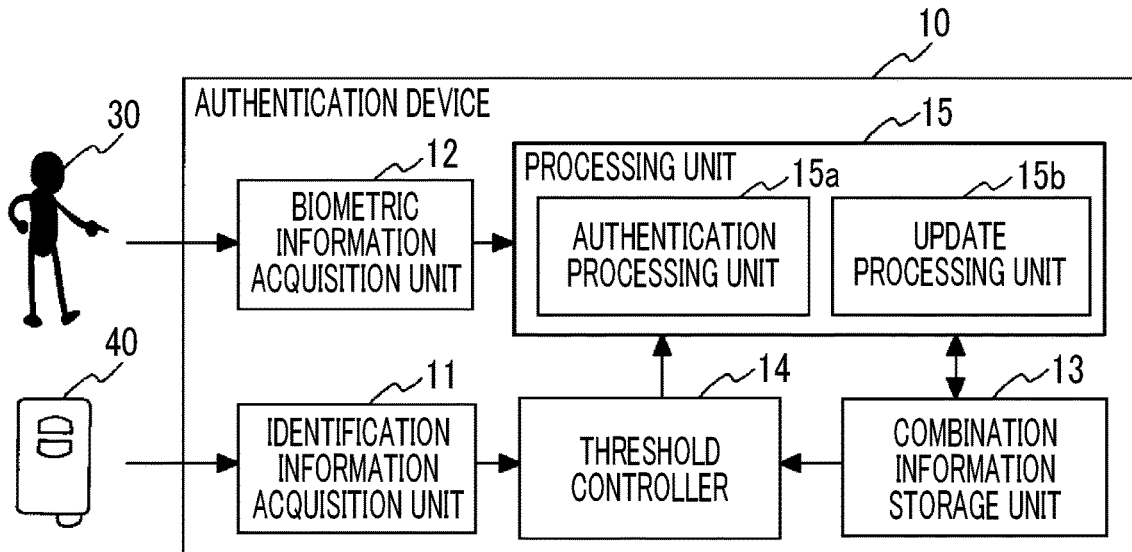 10
AUTHENTICATION DEVICE
30
12
BIOMETRIC
INFORMATION
ACQUISITION UNIT
15
PROCESSING UNIT
15a
AUTHENTICATION
PROCESSING UNIT
15b
UPDATE
PROCESSING UNIT
40
11
IDENTIFICATION
INFORMATION
ACQUISITION UNIT
14
THRESHOLD
CONTROLLER
13
COMBINATION
INFORMATION
STORAGE UNIT